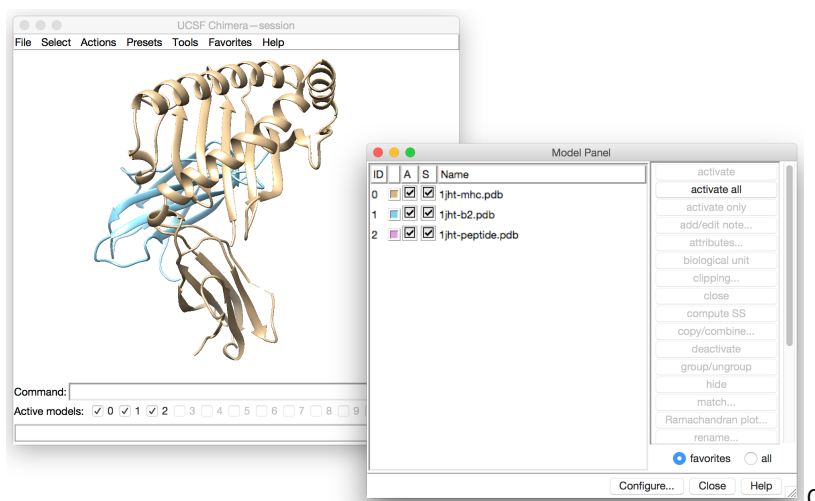 UCSF Chimera—session
File Select Actions Presets Tools Favorites Help
Command:
Active models: 0 1 2 3 4 5 6 7 8 9
Model Panel
ID A S Name
0 1jht-mhc.pdb
1 1jht-b2.pdb
2 1jht-peptide.pdb
activate
activate all
activate only
add/edit note...
attributes...
biological unit
clipping...
close
compute SS
copy/combine...
deactivate
group/ungroup
hide
match...
Ramachandran plot...
rename...
favorites all
Configure... Close Help